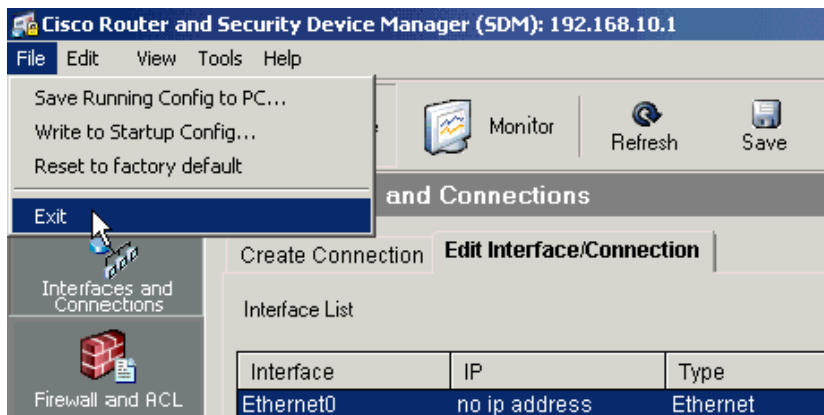 Cisco Router and Security Device Manager (SDM): 192.168.10.1
File Edit View Tools Help
Save Running Config to PC...
Write to Startup Config...
Reset to factory default
Exit
Monitor
Refresh
Save
and Connections
Create Connection
Edit Interface/Connection
Interfaces and
Connections
Interface List
Interface IP Type
Ethernet0 no ip address Ethernet
Firewall and ACL